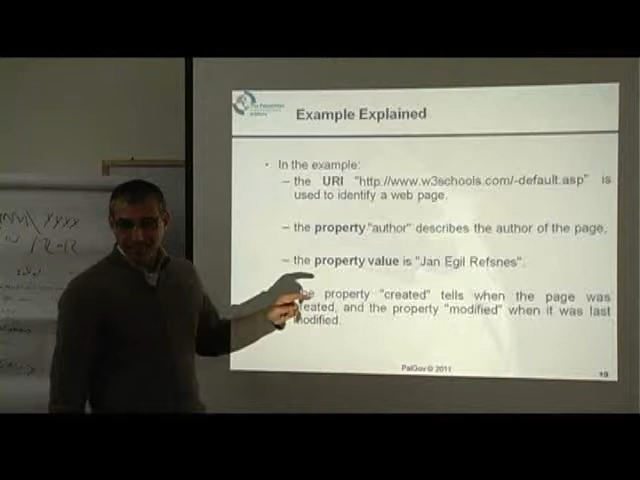 Example Explained
• In the example:
– the URI "http://www.w3schools.com/-default.asp" is
used to identify a web page.
– the property "author" describes the author of the page.
– the property value is "Jan Egil Refsnes".
property "created" tells when the page was
and the property "modified" when it was last
modified.
PalGov © 2011
19